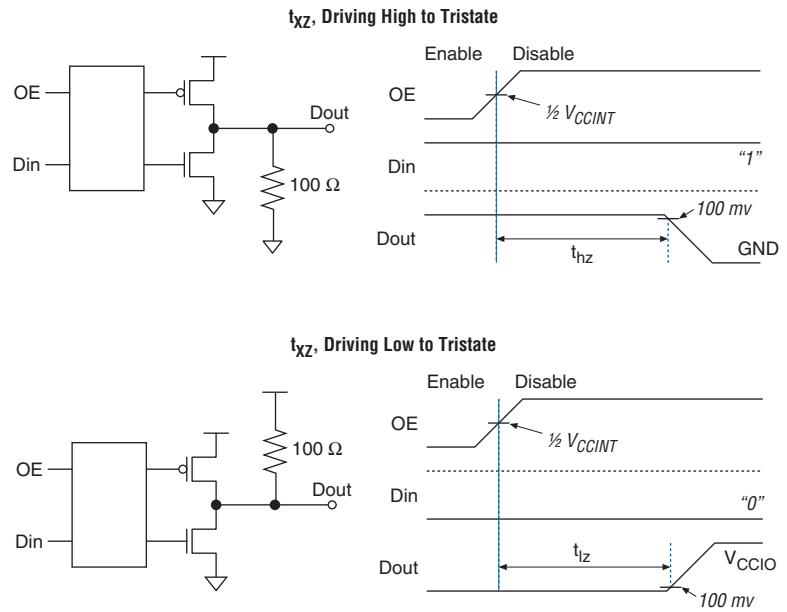 tXZ, Driving High to Tristate
Enable Disable
OE
OE
½ VCCINT
Dout
Din
Din
"1"
100 Ω
100 mv
Dout
GND
thz
tXZ, Driving Low to Tristate
Enable Disable
OE
½ VCCINT
100 Ω
OE
Dout
Din
"0"
Din
tlz
VCCIO
Dout
100 mv